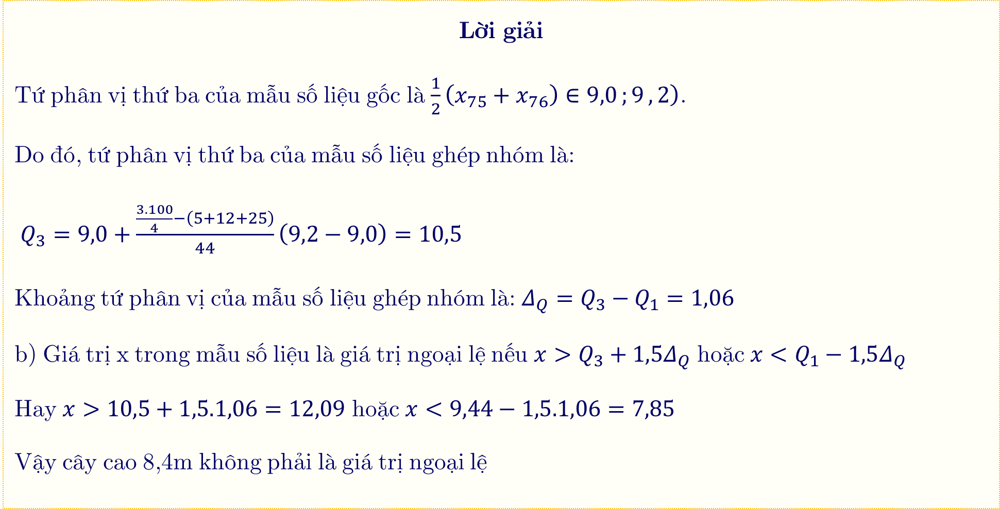 Lời giải
Tứ phân vị thứ ba của mẫu số liệu gốc là $\frac{1}{2}(x_{75} + x_{76}) \in 9,0 ; 9 , 2)$.
Do đó, tứ phân vị thứ ba của mẫu số liệu ghép nhóm là:
$Q_3 = 9,0 + \frac{\frac{3.100}{4} - (5+12+25)}{44}(9,2 - 9,0) = 10,5$
Khoảng tứ phân vị của mẫu số liệu ghép nhóm là: $\Delta_Q = Q_3 - Q_1 = 1,06$
b) Giá trị x trong mẫu số liệu là giá trị ngoại lệ nếu $x > Q_3 + 1,5\Delta_Q$ hoặc $x < Q_1 - 1,5\Delta_Q$
Hay $x > 10,5 + 1,5.1,06 = 12,09$ hoặc $x < 9,44 - 1,5.1,06 = 7,85$
Vậy cây cao 8,4m không phải là giá trị ngoại lệ